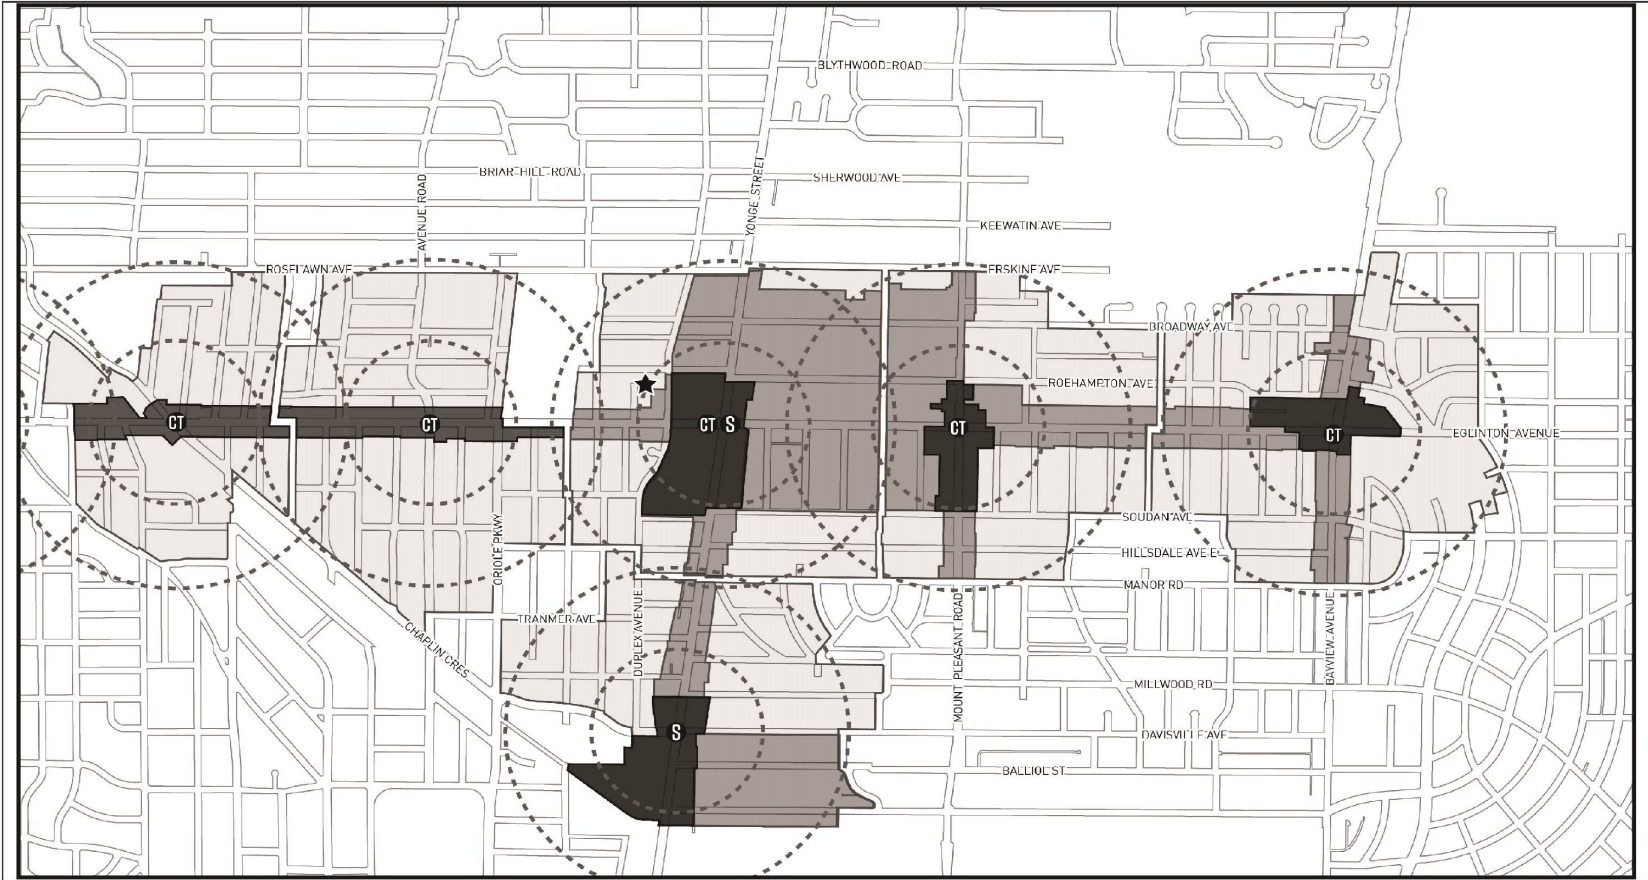 BLYTHWOOD ROAD
BRIAR HILL ROAD
SHERWOOD AVE
AVENUE ROAD
YONGE STREET
KEEWATIN AVE
ROSELAWN AVE
ERSKINE AVE
BROADWAY AVE
ROEHAMPTON AVE
CT
CT
CT S
CT
CT
EGLINTON AVENUE
SOUDAN AVE
ORIOLE PKWY
HILLSDALE AVE E
MANOR RD
TRANMER AVE
DUPLEX AVENUE
MOUNT PLEASANT ROAD
BAYVIEW AVENUE
CHAPLIN CRES
MILLWOOD RD
S
DAVISVILLE AVE
BALLIOL ST